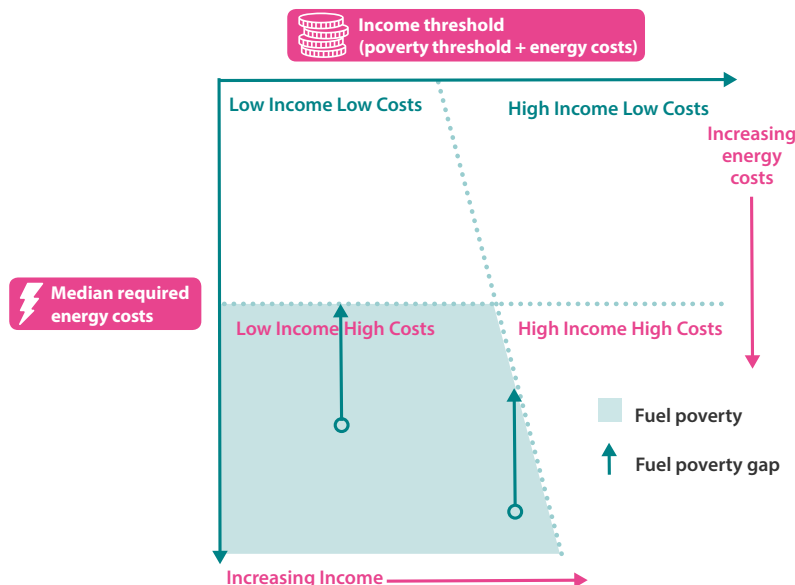 Income threshold
(poverty threshold + energy costs)
Low Income Low Costs
High Income Low Costs
Increasing
energy
costs
Median required
energy costs
Low Income High Costs
High Income High Costs
Fuel poverty
Fuel poverty gap
Increasing Income